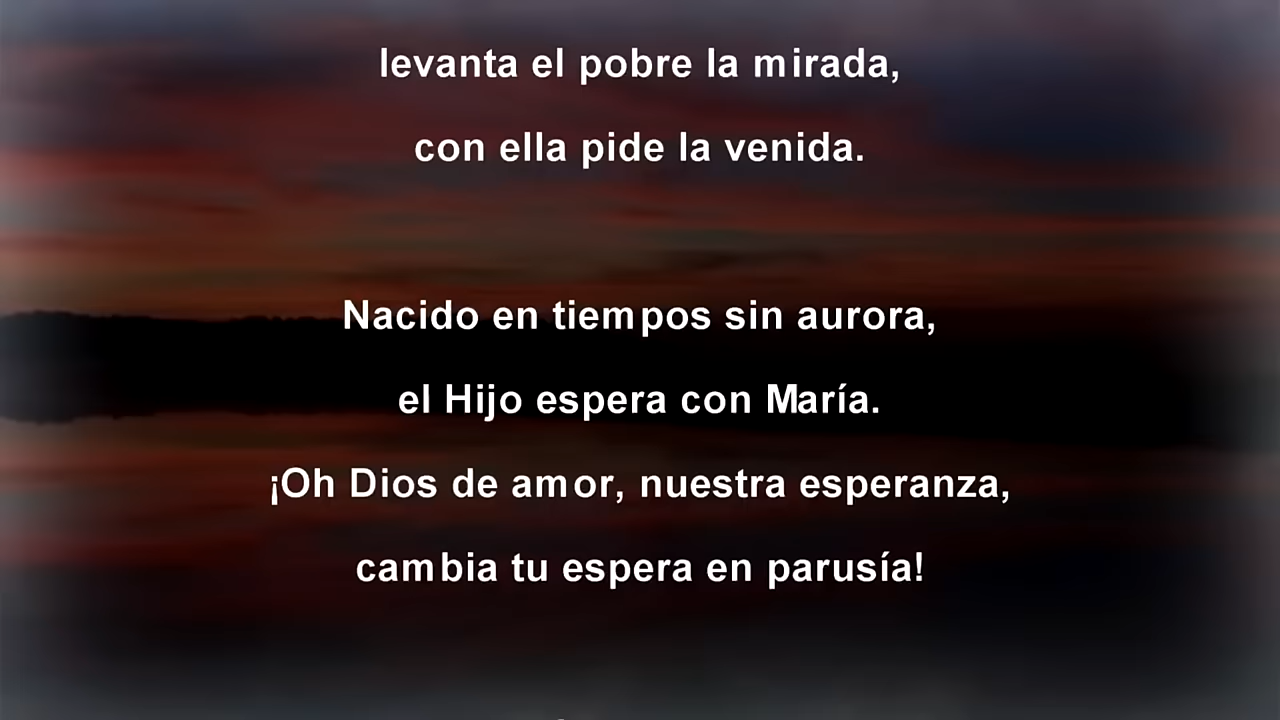 levanta el pobre la mirada,
con ella pide la venida.
Nacido en tiempos sin aurora,
el Hijo espera con María.
¡Oh Dios de amor, nuestra esperanza,
cambia tu espera en parusía!